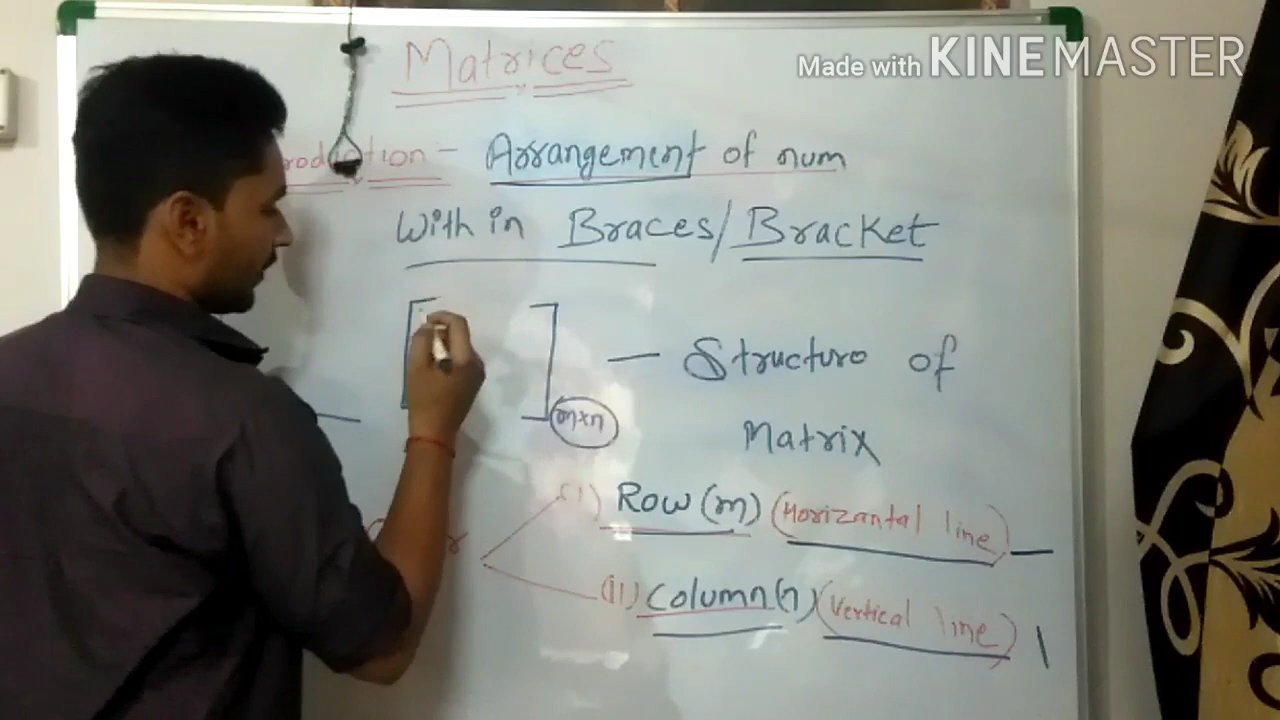 Made with KINEMASTER
Matrices
roduction - Arrangement of num
With in Braces/Bracket
[ ] m×n — Structure of
Matrix
(i) Row (m) (Horizantal line) —
(ii) Column (n) (Vertical line) |